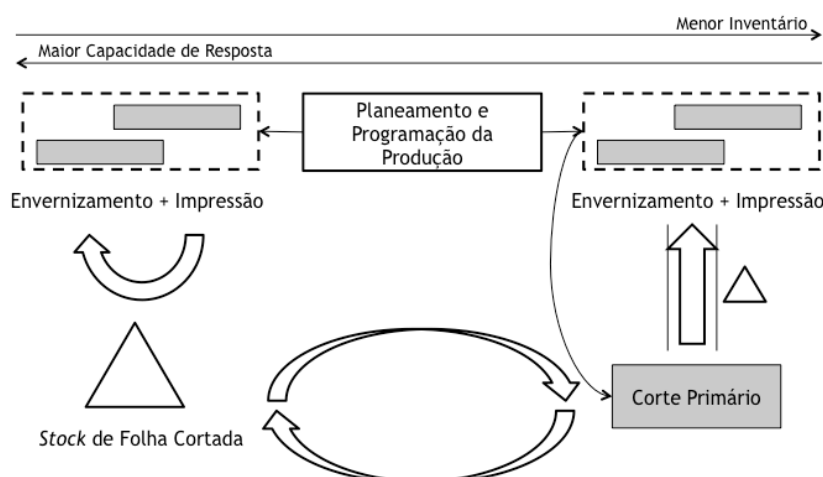 Menor Inventário
Maior Capacidade de Resposta
Planeamento e
Programação da
Produção
Envernizamento + Impressão
Envernizamento + Impressão
Corte Primário
Stock de Folha Cortada